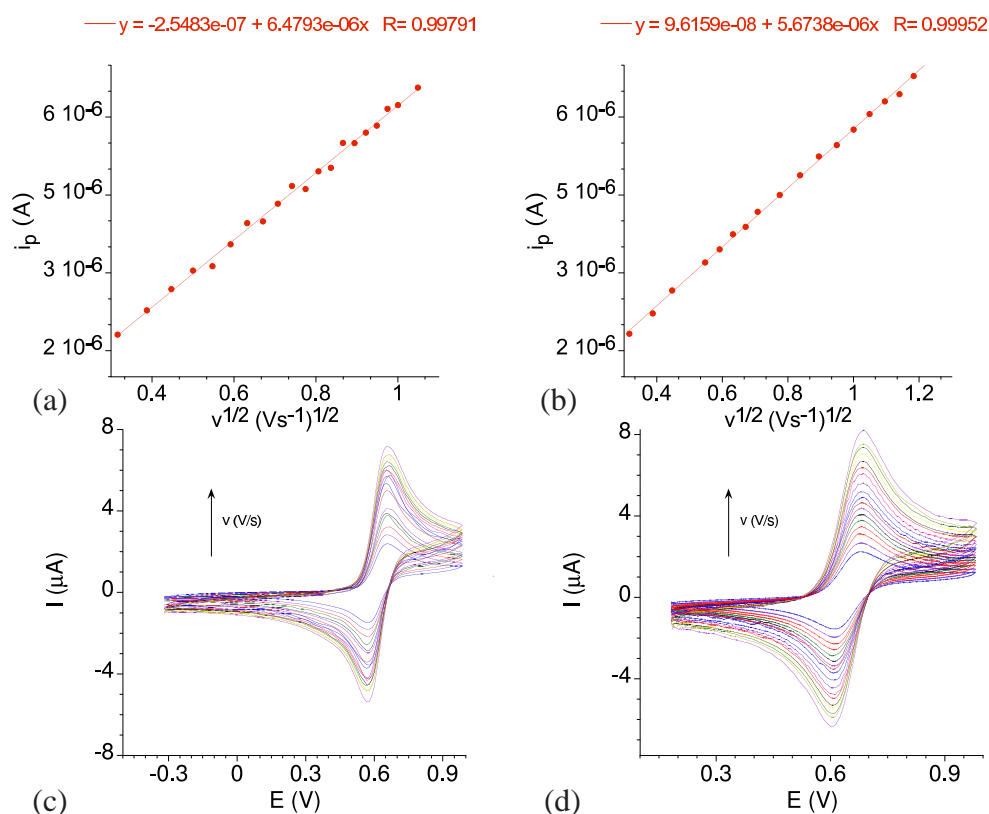 y = -2.5483e-07 + 6.4793e-06x R= 0.99791
y = 9.6159e-08 + 5.6738e-06x R= 0.99952
6 10-6
5 10-6
3 10-6
2 10-6
ip (A)
0.4 0.6 0.8 1
v1/2 (Vs-1)1/2
(a)
6 10-6
5 10-6
3 10-6
2 10-6
ip (A)
0.4 0.6 0.8 1 1.2
v1/2 (Vs-1)1/2
(b)
8
4
0
-4
-8
I (µA)
v (V/s)
-0.3 0 0.3 0.6 0.9
E (V)
(c)
8
4
0
-4
I (µA)
v (V/s)
0.3 0.6 0.9
E (V)
(d)